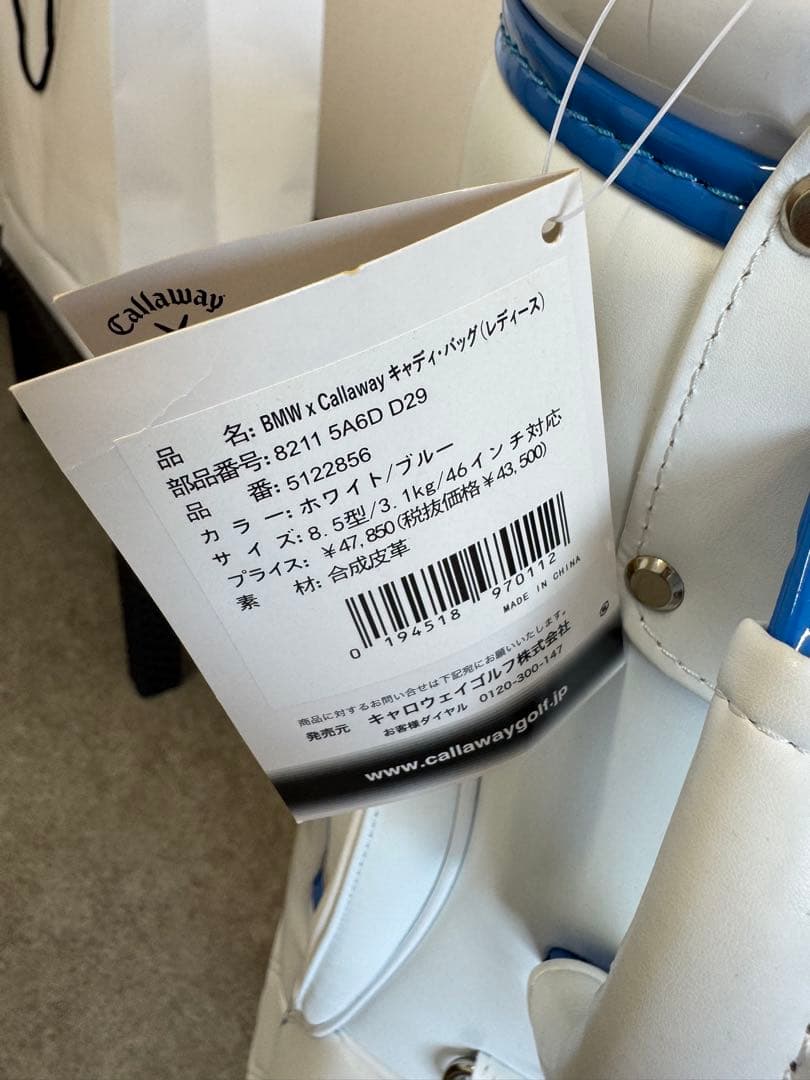 Callaway
品　　名: BMW x Callaway キャディ・バッグ(レディース)
部品番号: 8211 5A6D D29
品　　番: 5122856
カ ラ ー: ホワイト/ブルー
サ イ ズ: 8.5型/3.1kg/46インチ対応
プライス: ￥47,850(税抜価格￥43,500)
素　　材: 合成皮革
0 194518 970112
MADE IN CHINA
商品に対するお問い合せは下記宛にお願いいたします。
発売元 キャロウェイゴルフ株式会社
お客様ダイヤル 0120-300-147
www.callawaygolf.jp